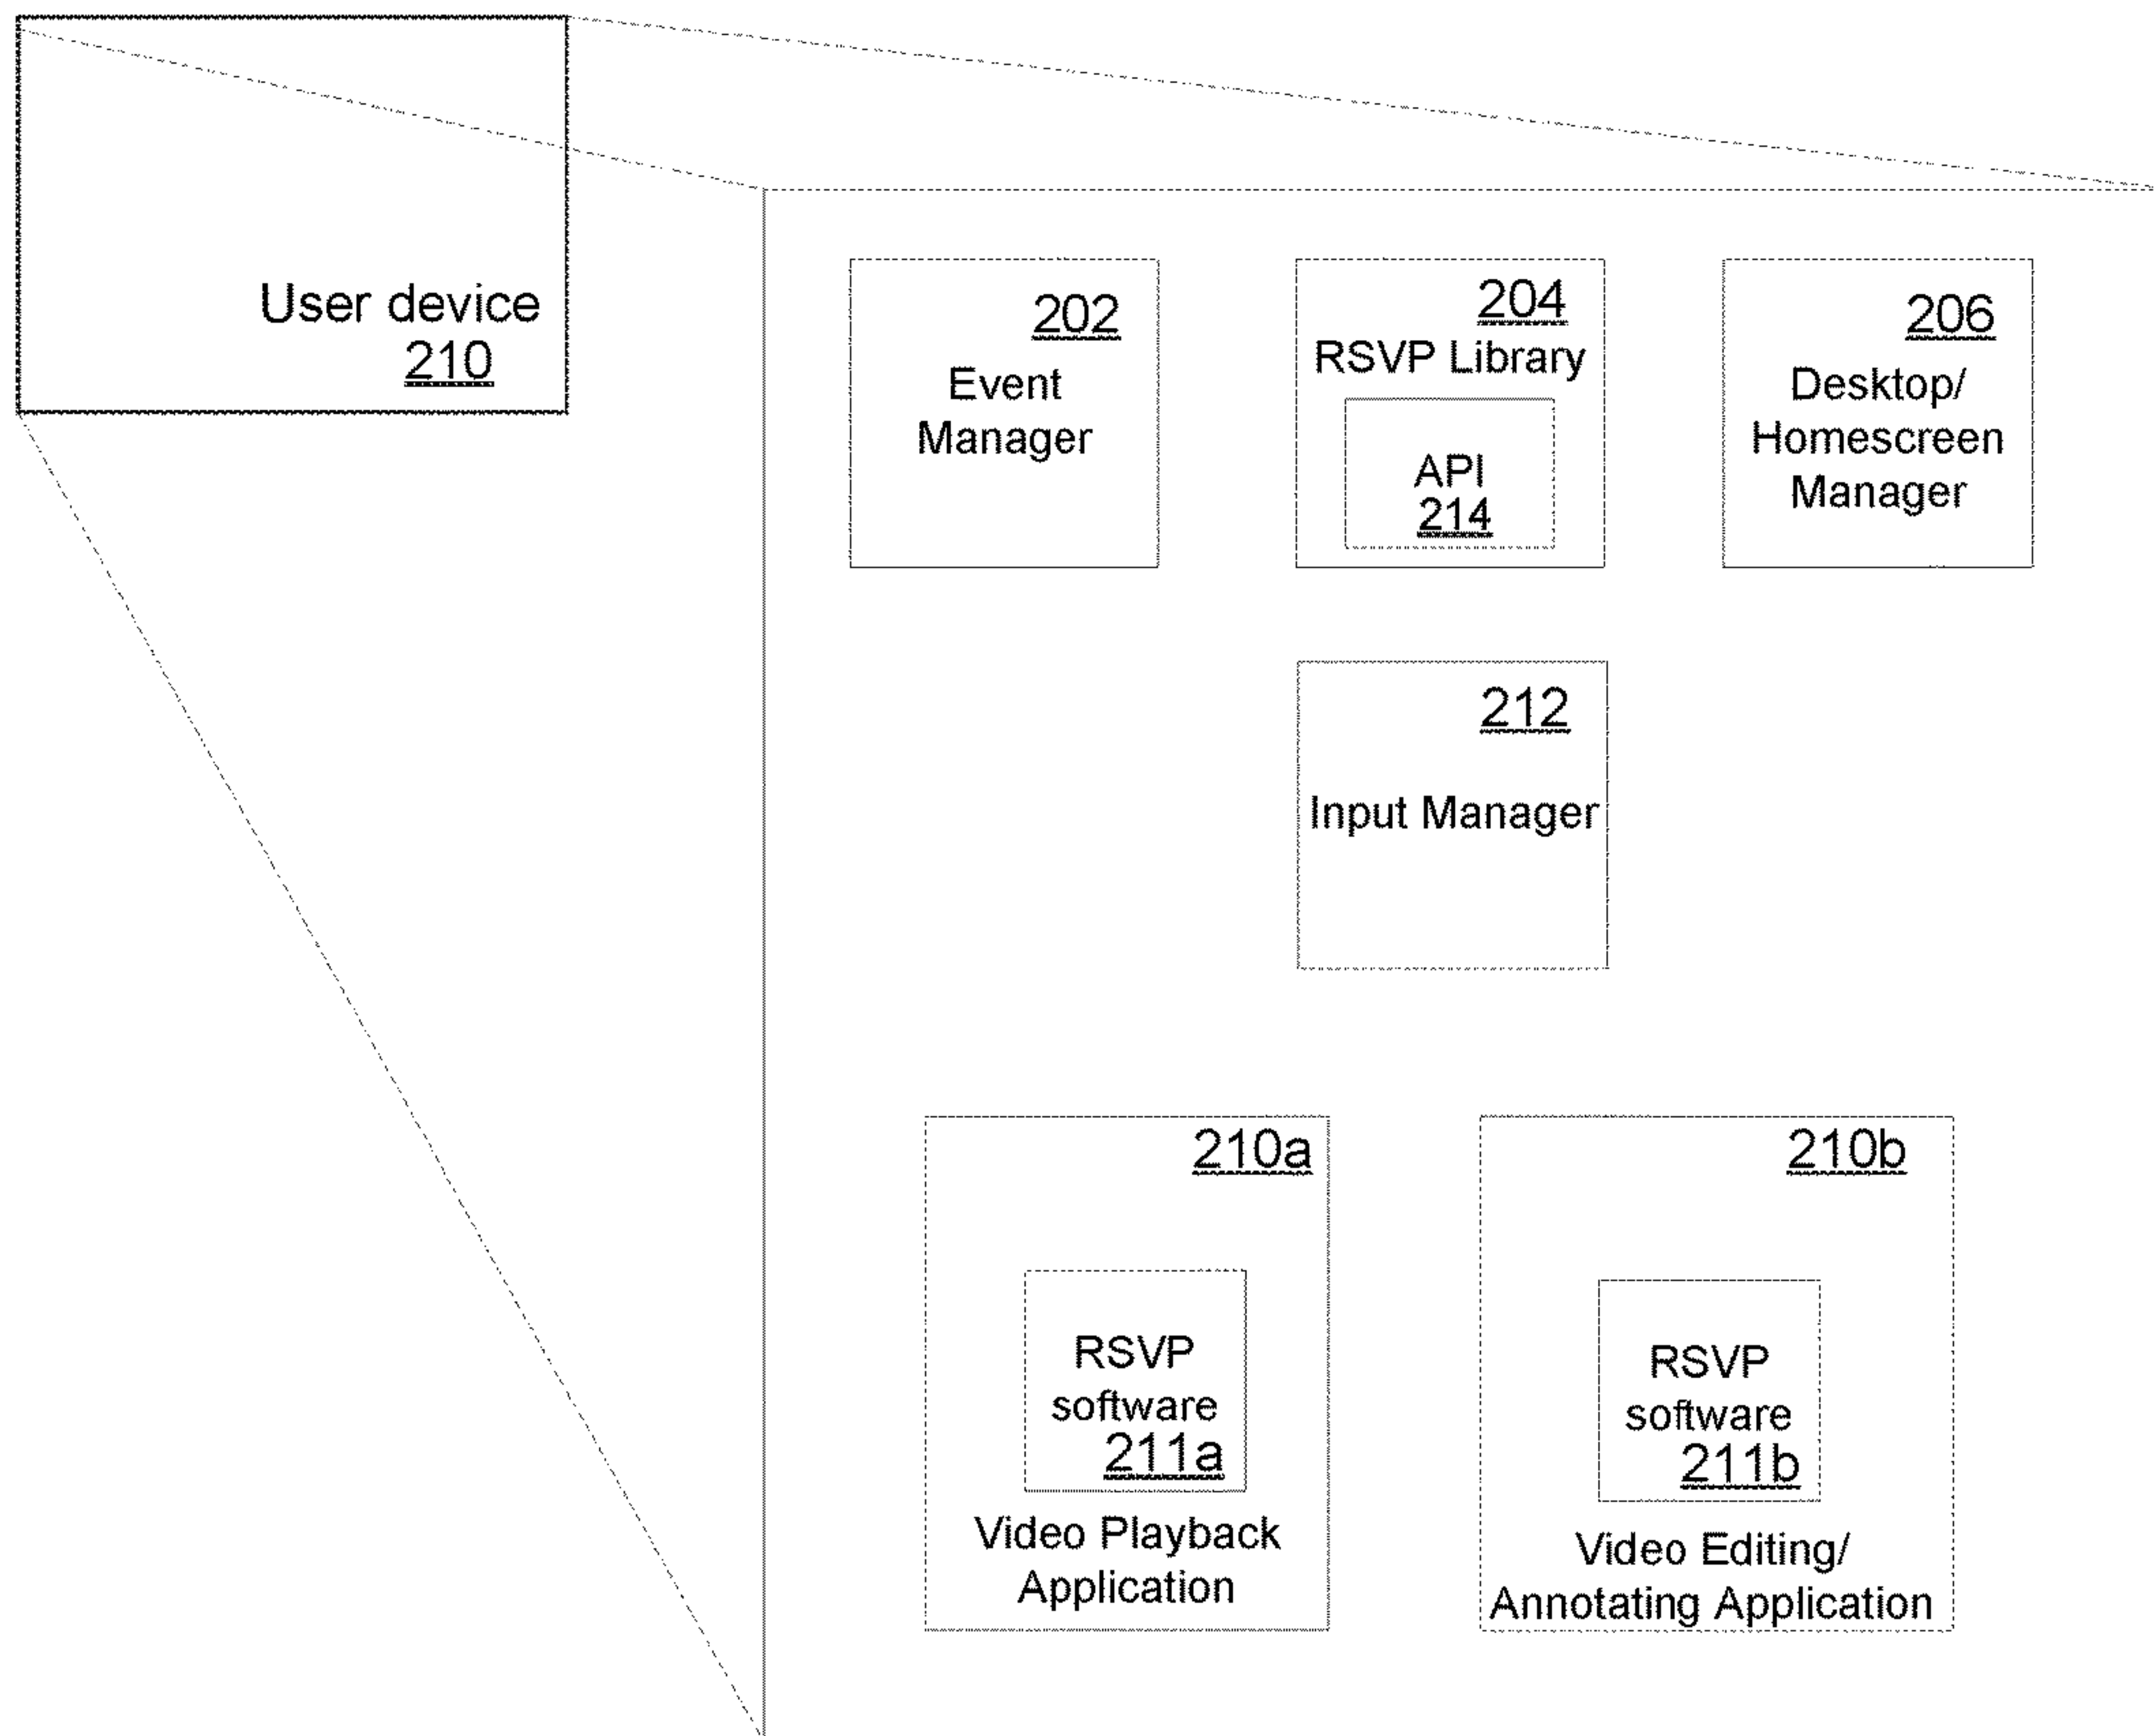 User device
210
202
Event
Manager
204
RSVP Library
API
214
206
Desktop/
Homescreen
Manager
212
Input Manager
210a
RSVP
software
211a
Video Playback
Application
210b
RSVP
software
211b
Video Editing/
Annotating Application